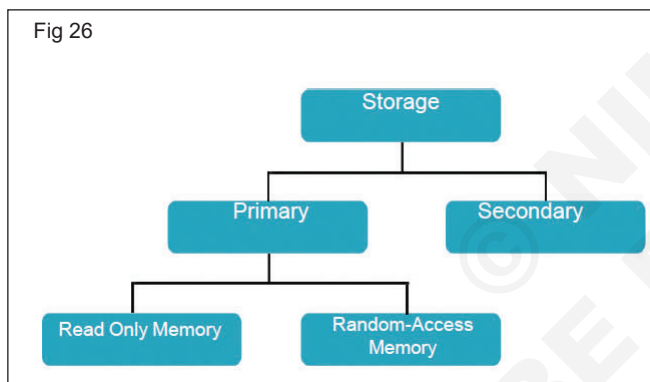 Fig 26
Storage
Primary
Secondary
Read Only Memory
Random-Access
Memory